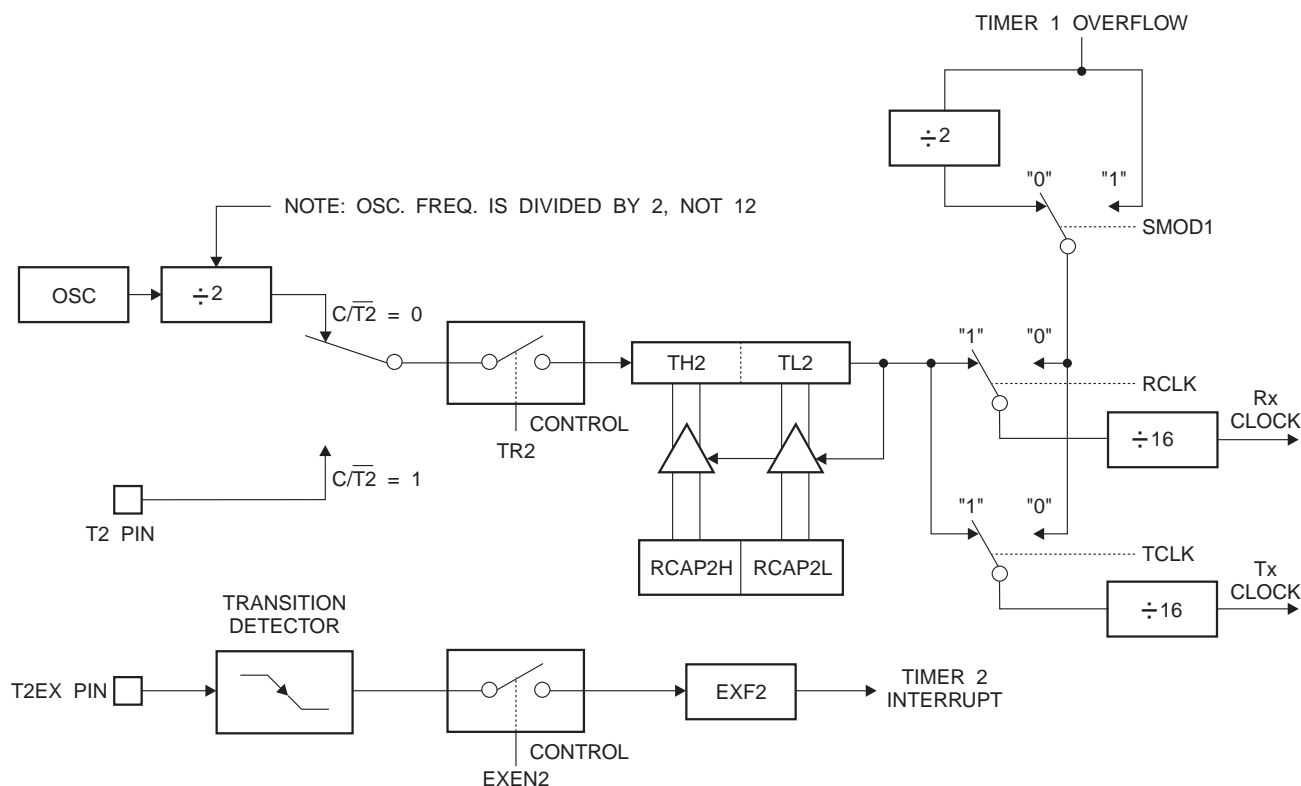 TIMER 1 OVERFLOW
÷2
"0"
"1"
NOTE: OSC. FREQ. IS DIVIDED BY 2, NOT 12
SMOD1
OSC
÷2
C/T̅2̅ = 0
TH2
TL2
"1"
"0"
RCLK
Rx
CLOCK
÷16
CONTROL
TR2
C/T̅2̅ = 1
T2 PIN
"1"
"0"
TCLK
RCAP2H
RCAP2L
Tx
CLOCK
÷16
TRANSITION
DETECTOR
T2EX PIN
EXF2
TIMER 2
INTERRUPT
CONTROL
EXEN2